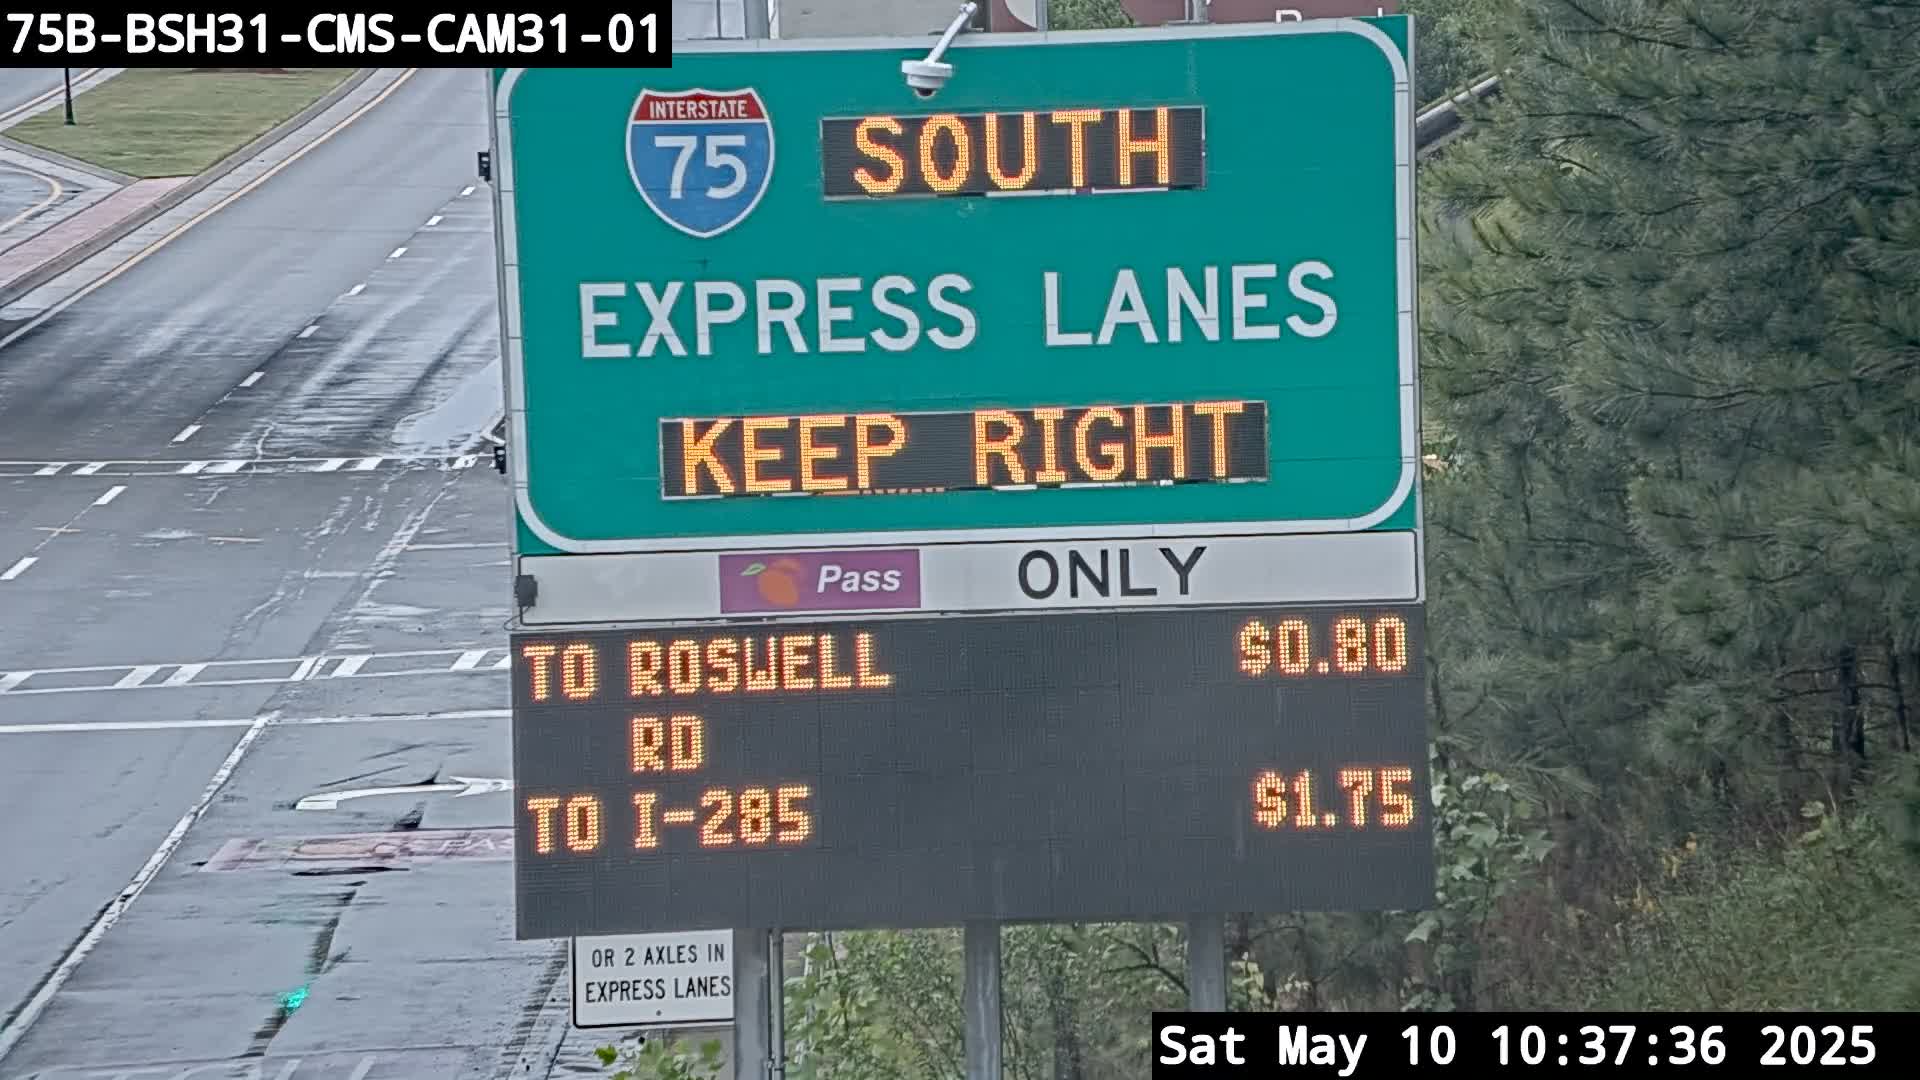 75B-BSH31-CMS-CAM31-01
INTERSTATE
75
SOUTH
EXPRESS LANES
KEEP RIGHT
Pass ONLY
TO ROSWELL $0.80
RD
TO I-285 $1.75
OR 2 AXLES IN
EXPRESS LANES
Sat May 10 10:37:36 2025